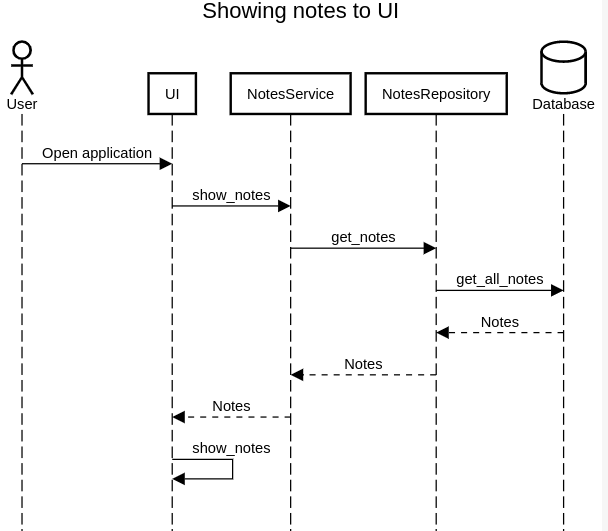 Showing notes to UI
User
UI
NotesService
NotesRepository
Database
Open application
show_notes
get_notes
get_all_notes
Notes
Notes
Notes
show_notes